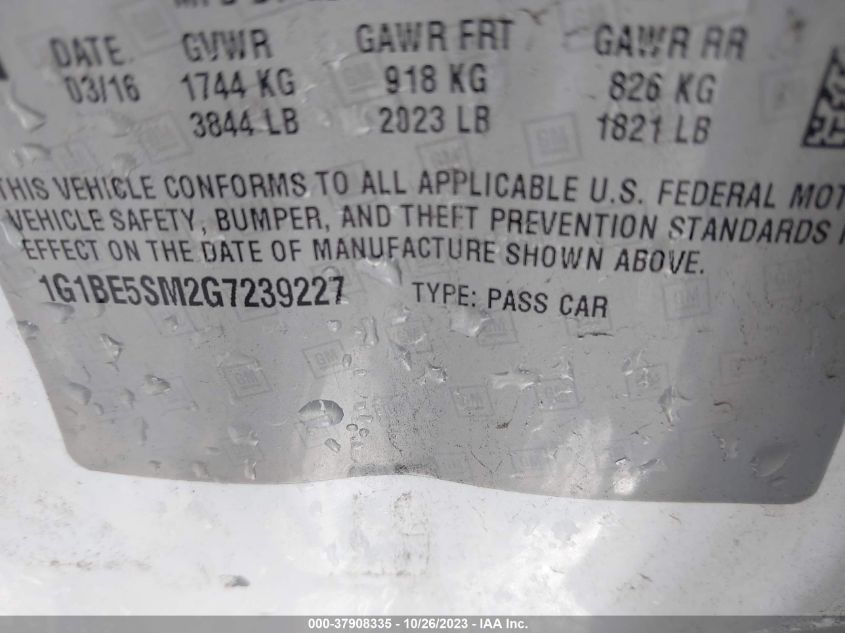 DATE GVWR GAWR FRT GAWR RR
03/16 1744 KG 918 KG 826 KG
3844 LB 2023 LB 1821 LB
THIS VEHICLE CONFORMS TO ALL APPLICABLE U.S. FEDERAL MOT
VEHICLE SAFETY, BUMPER, AND THEFT PREVENTION STANDARDS
EFFECT ON THE DATE OF MANUFACTURE SHOWN ABOVE.
1G1BE5SM2G7239227 TYPE: PASS CAR
000-37908335 - 10/26/2023 - IAA Inc.